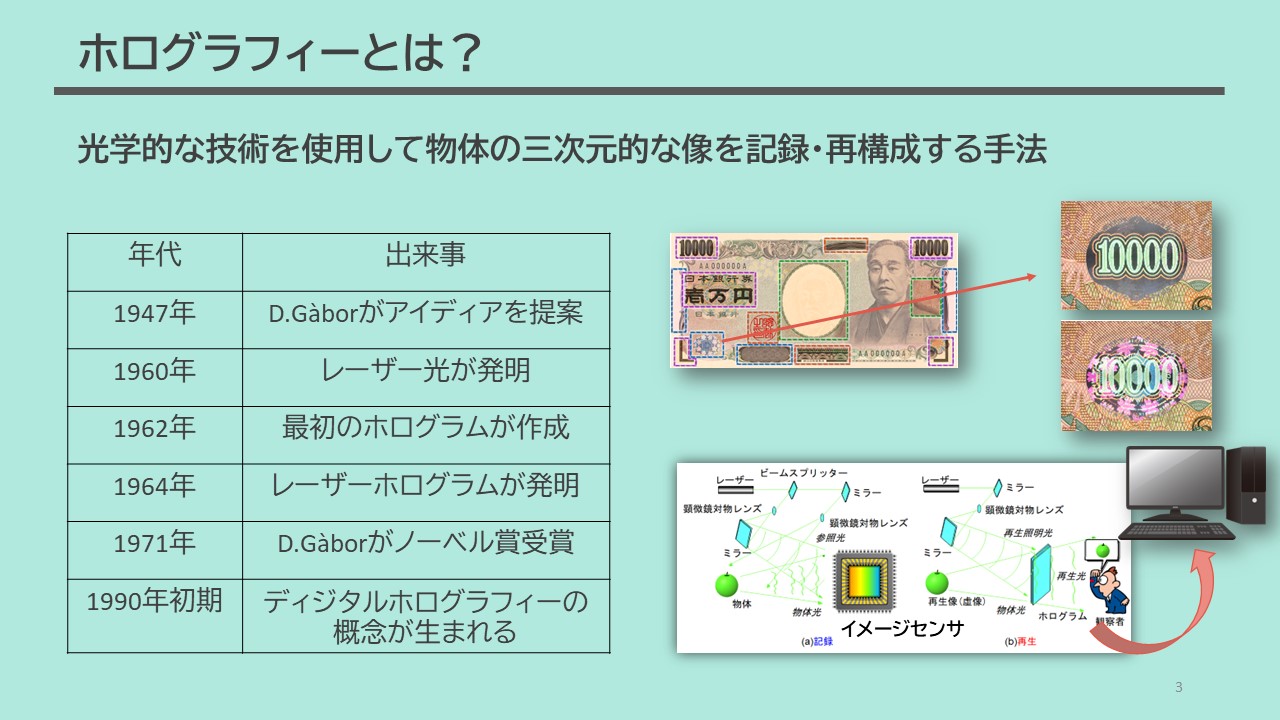 ホログラフィーとは？
光学的な技術を使用して物体の三次元的な像を記録・再構成する手法
年代 出来事
1947年 D.Gàborがアイディアを提案
1960年 レーザー光が発明
1962年 最初のホログラムが作成
1964年 レーザーホログラムが発明
1971年 D.Gàborがノーベル賞受賞
1990年初期 ディジタルホログラフィーの
概念が生まれる
10000 10000
AA000000A
日本銀行券
壱万円
日本銀行
AA000000A
10000
10000
レーザー
ビームスプリッター
ミラー
顕微鏡対物レンズ
顕微鏡対物レンズ
参照光
ミラー
物体
物体光
イメージセンサ
(a)記録
レーザー
ミラー
顕微鏡対物レンズ
再生照明光
ミラー
再生光
再生像(虚像)
物体光
ホログラム
観察者
(b)再生
3